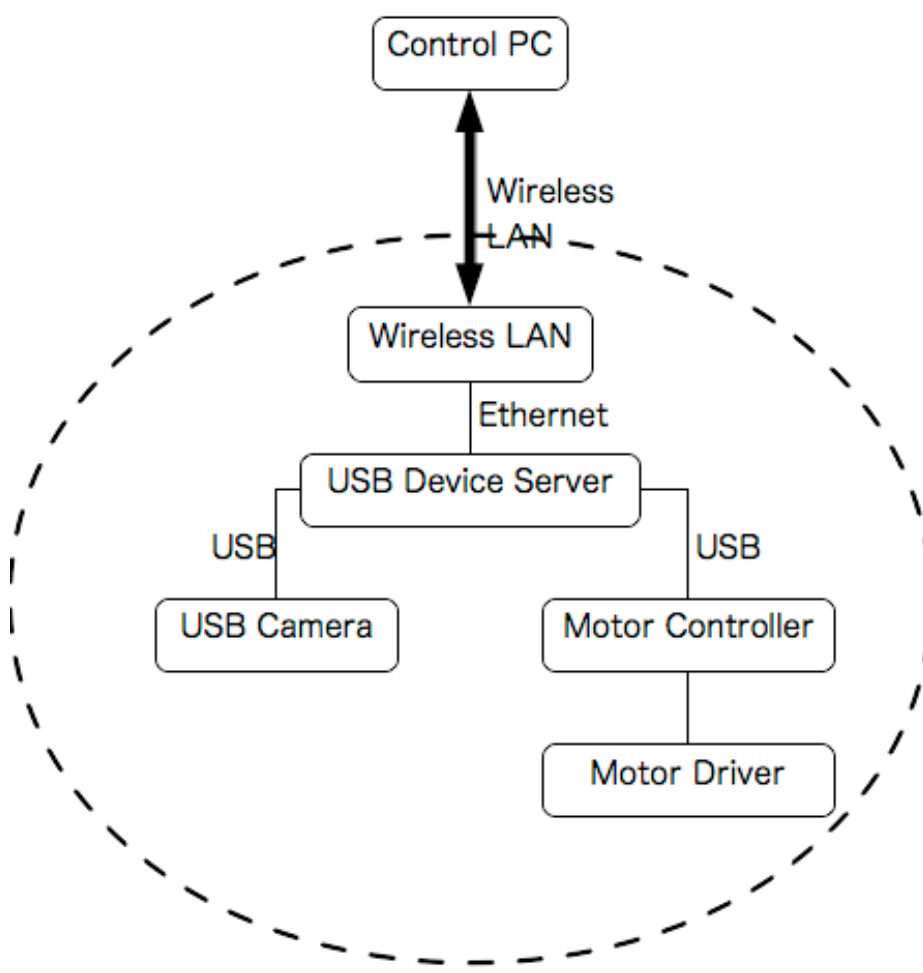 Control PC
Wireless
LAN
Wireless LAN
Ethernet
USB Device Server
USB
USB
USB Camera
Motor Controller
Motor Driver